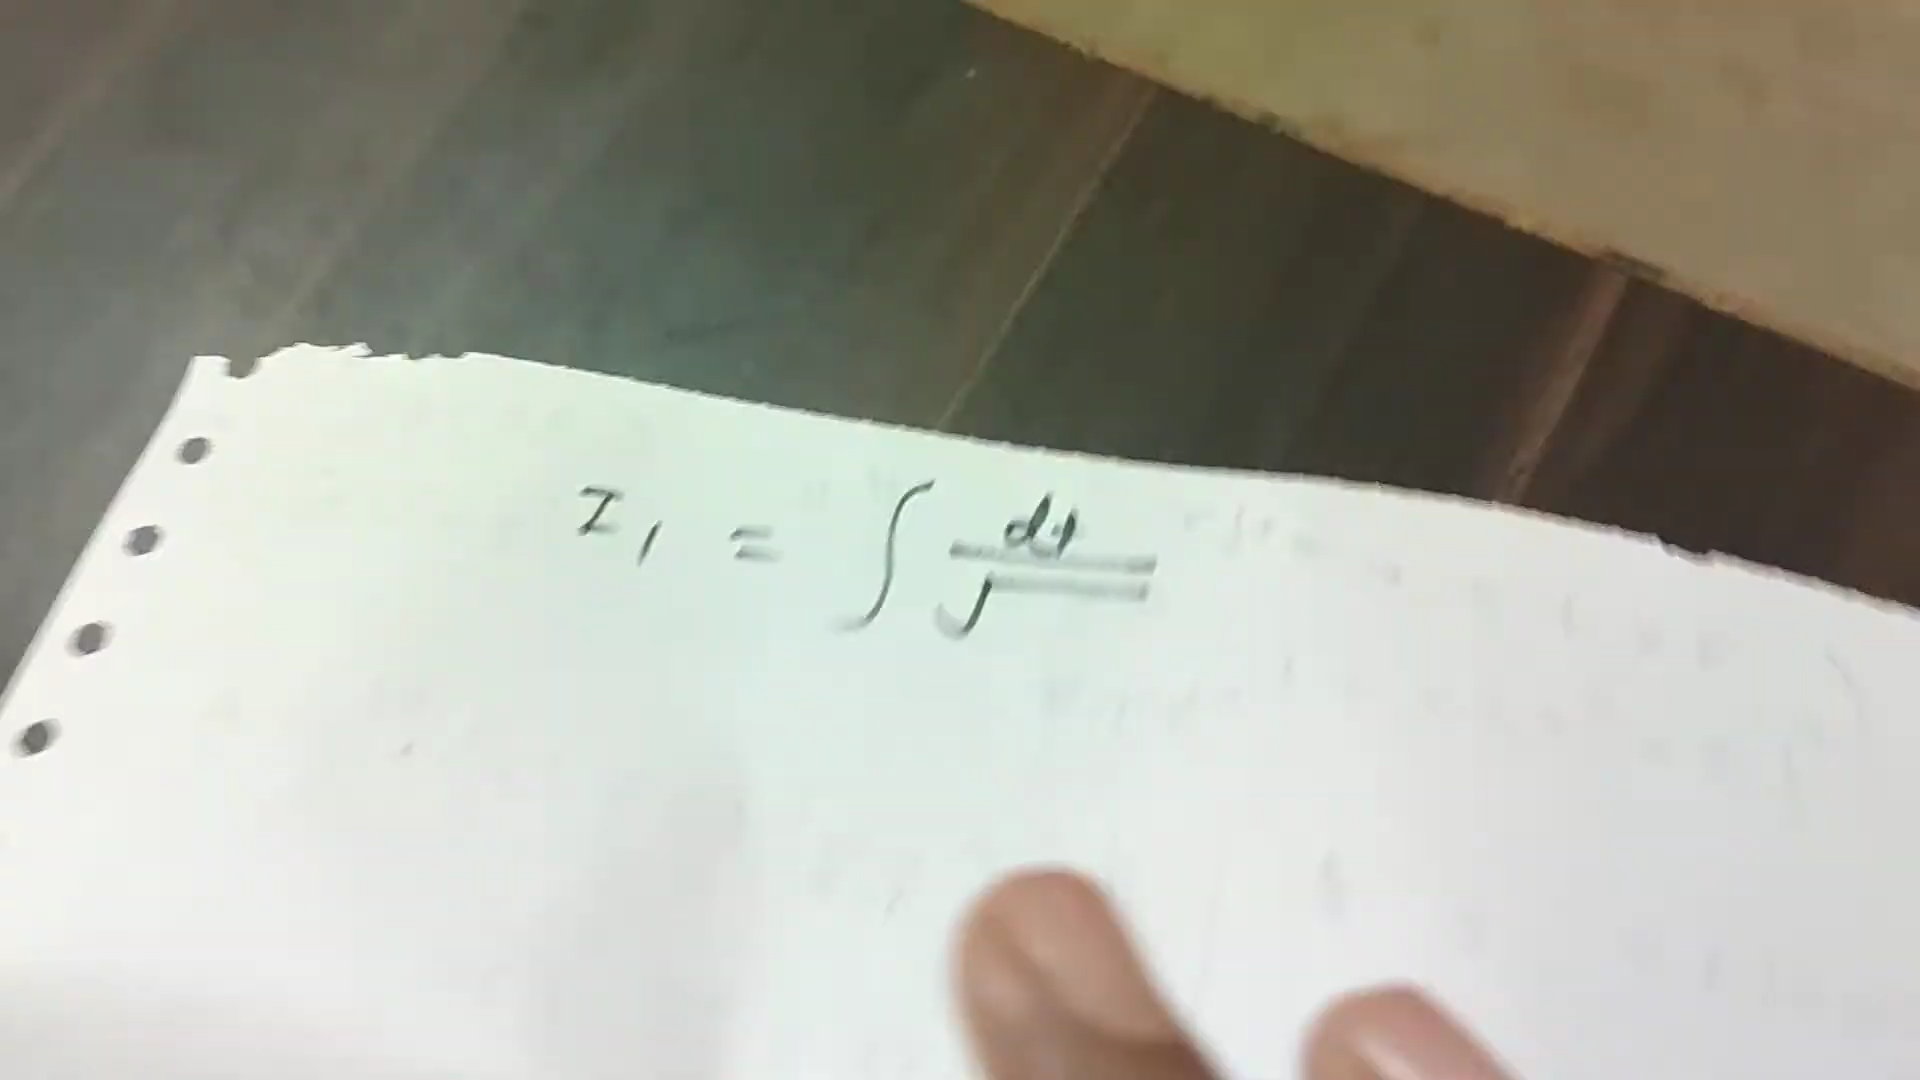 I₁ = ∫ dt/√